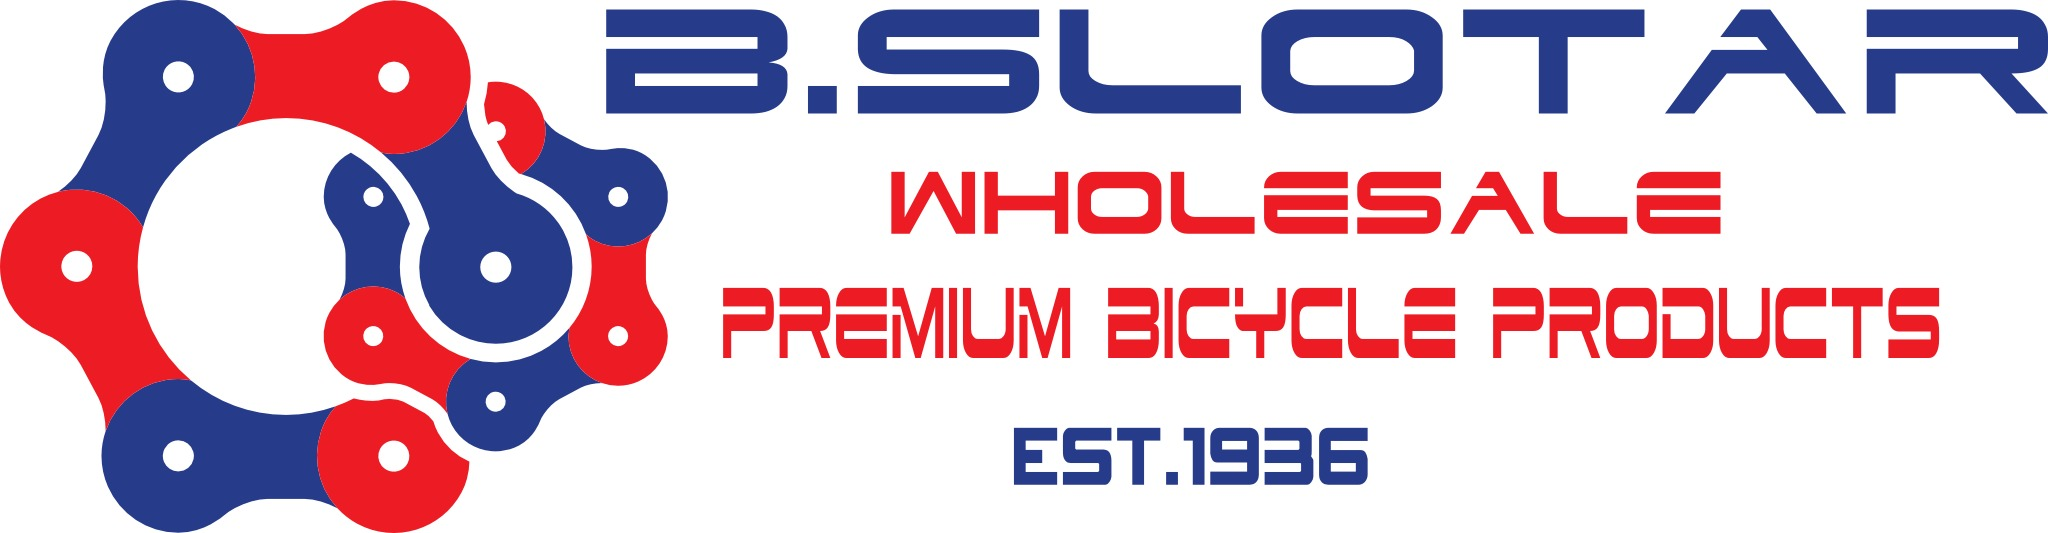 B.SLOTAR
WHOLESALE
PREMIUM BICYCLE PRODUCTS
EST.1936